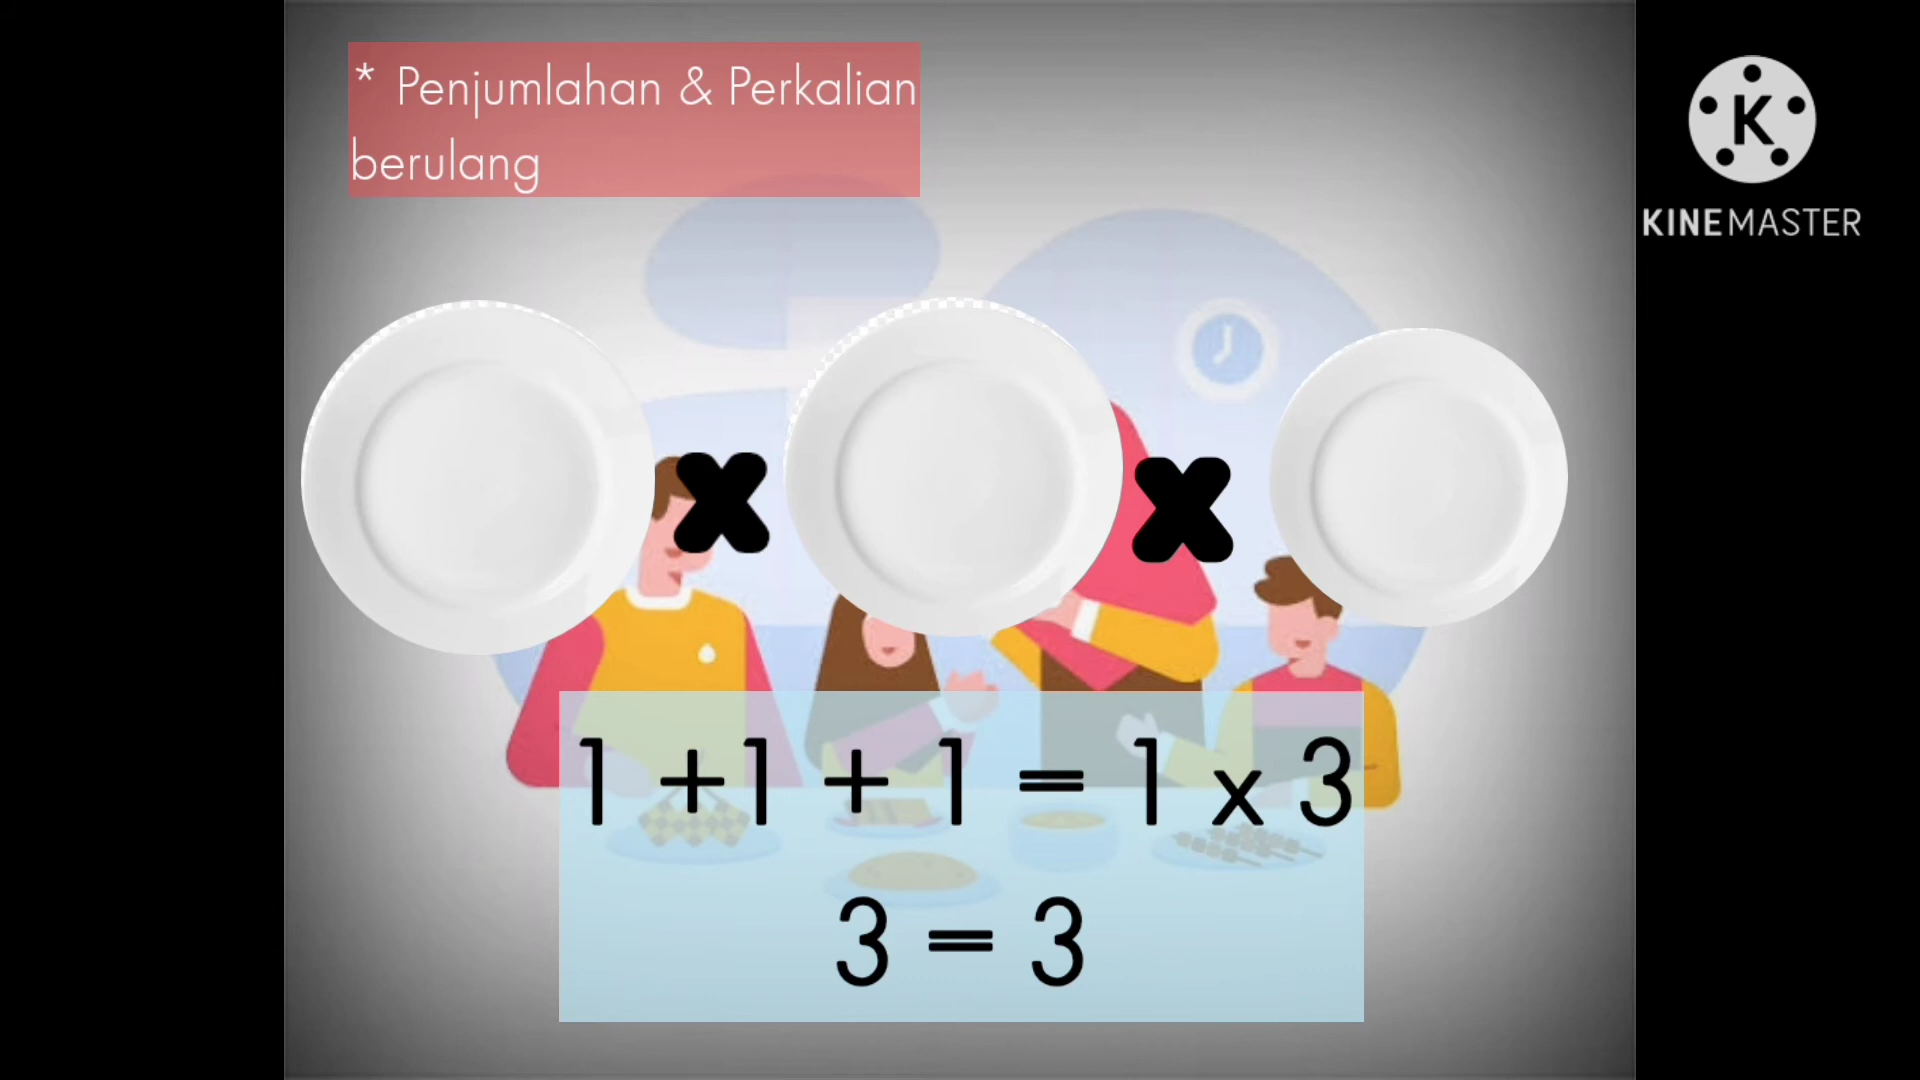 * Penjumlahan & Perkalian
berulang
K
KINEMASTER
x x
1 +1 + 1 = 1 x 3
3 = 3